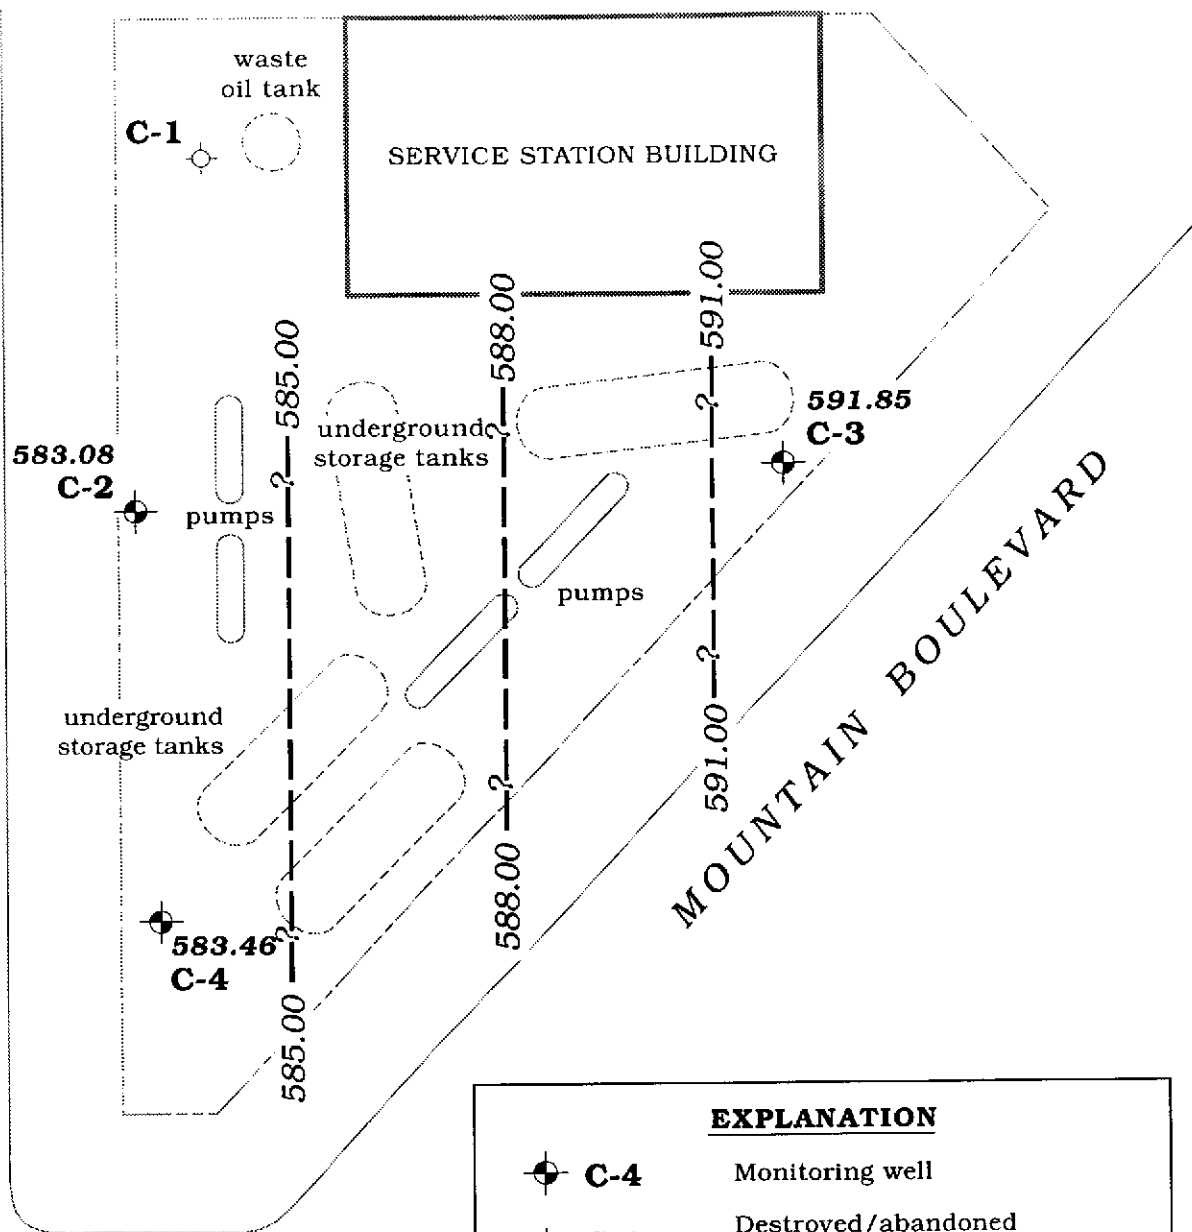 waste
oil tank
C-1
SERVICE STATION BUILDING
585.00
588.00
591.00
591.85
C-3
583.08
C-2
?
?
?
underground
storage tanks
pumps
pumps
?
underground
storage tanks
?
591.00
588.00
MOUNTAIN BOULEVARD
583.46
?
C-4
585.00
EXPLANATION
C-4 Monitoring well
Destroyed/abandoned